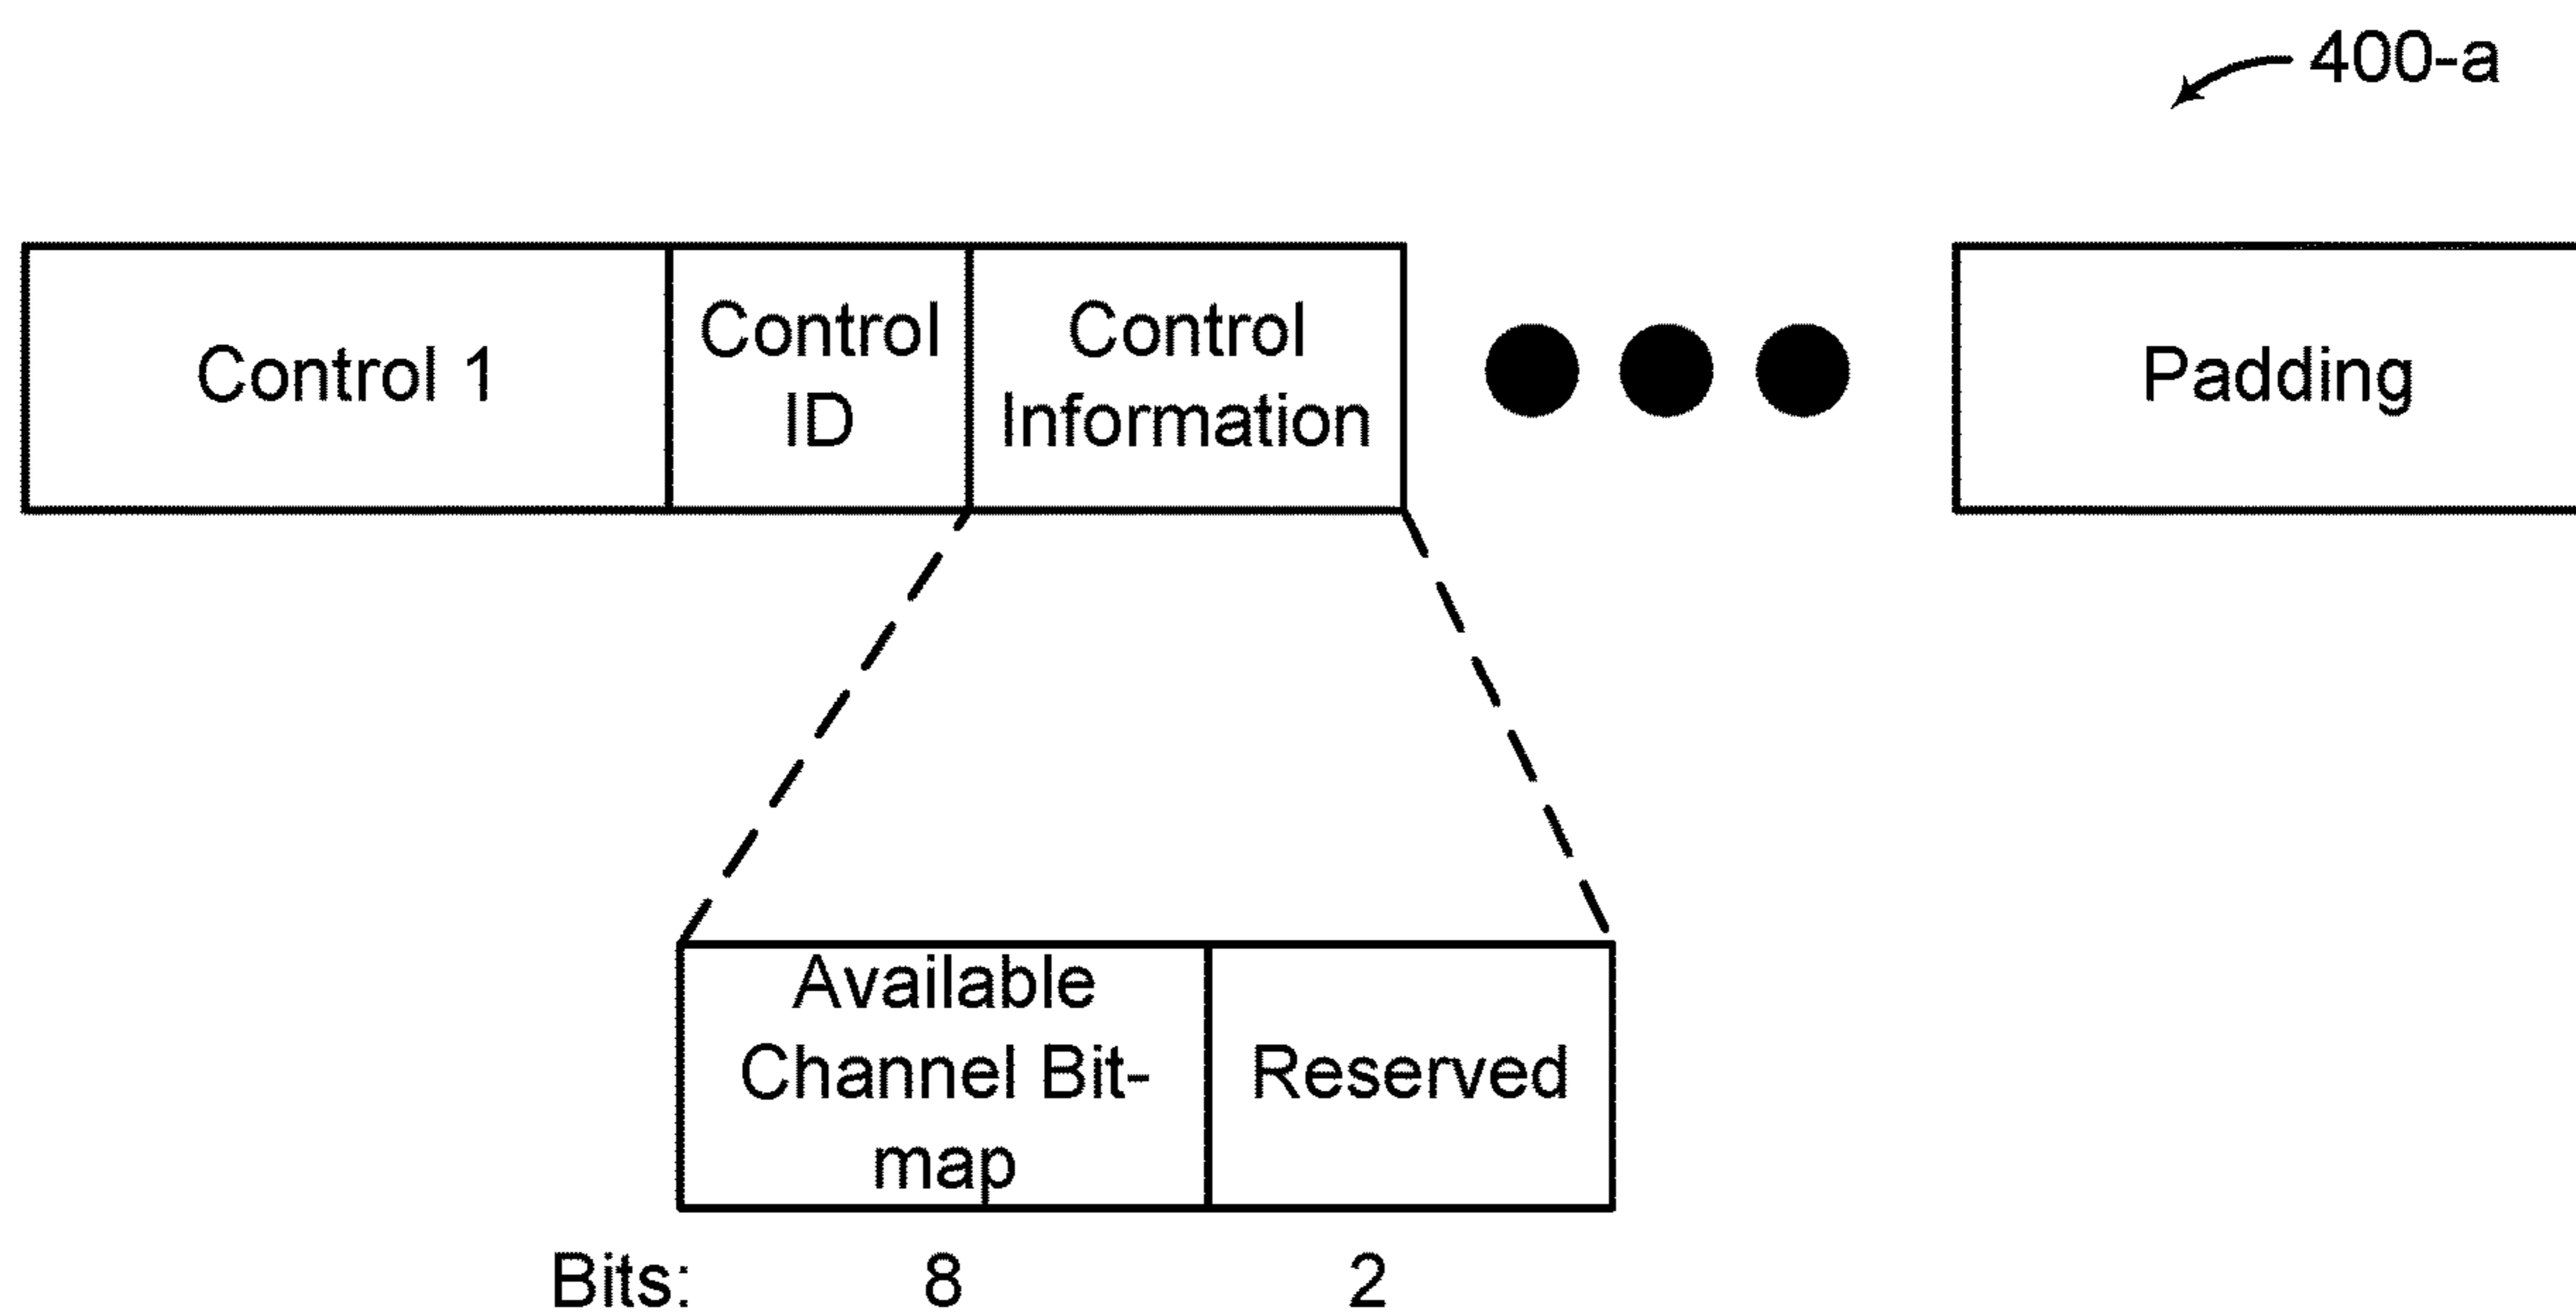 400-a
Control 1
Control
ID
Control
Information
Padding
Available
Channel Bit-
map
Reserved
Bits: 8 2